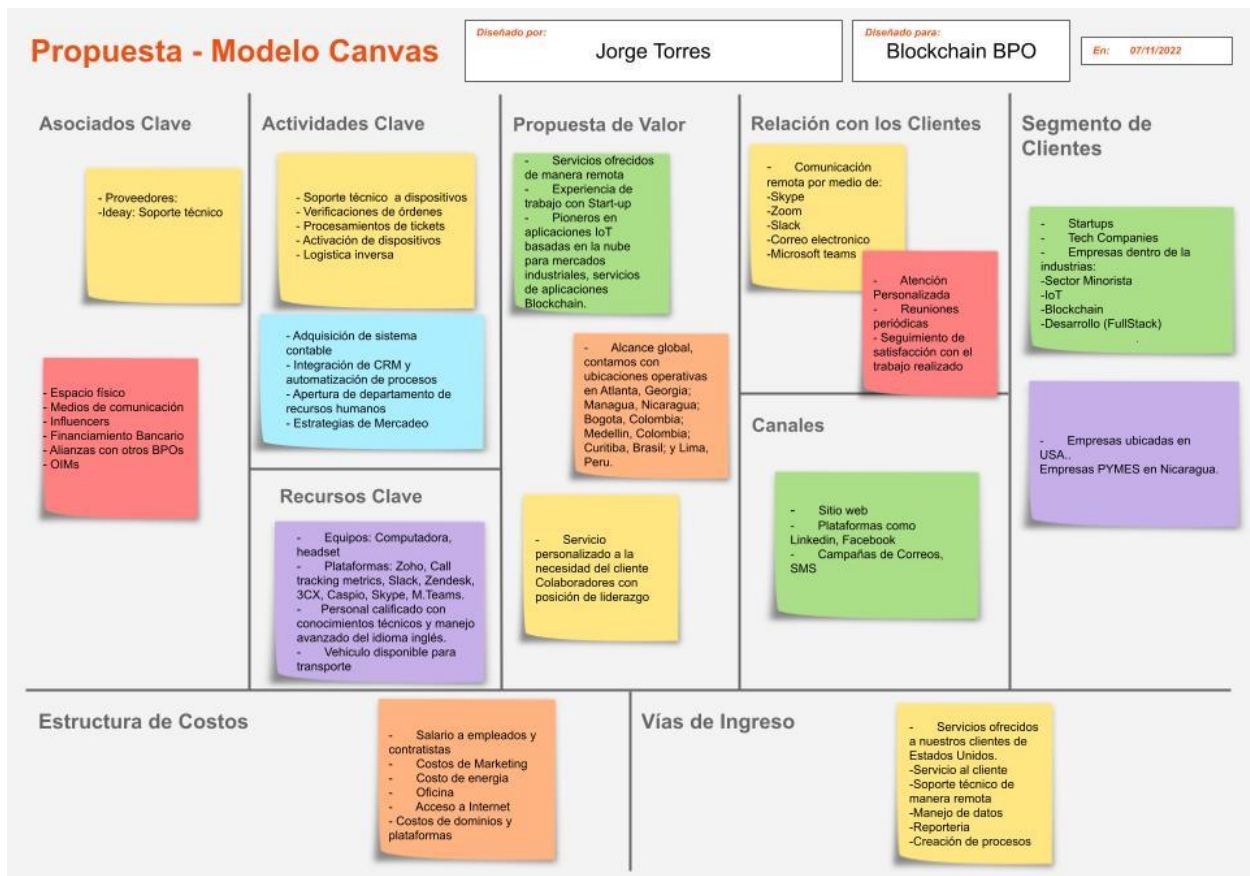 Propuesta - Modelo Canvas
Diseñado por:
Jorge Torres
Diseñado para:
Blockchain BPO
En: 07/11/2022
Asociados Clave
- Proveedores:
-Ideay: Soporte técnico
- Espacio físico
- Medios de comunicación
- Influencers
- Financiamiento Bancario
- Alianzas con otros BPOs
- OIMs
Actividades Clave
- Soporte técnico a dispositivos
- Verificaciones de órdenes
- Procesamientos de tickets
- Activación de dispositivos
- Logistica inversa
- Adquisición de sistema
contable
- Integración de CRM y
automatización de procesos
- Apertura de departamento de
recursos humanos
- Estrategias de Mercadeo
Recursos Clave
- Equipos: Computadora,
headset
- Plataformas: Zoho, Call
tracking metrics, Slack, Zendesk,
3CX, Caspio, Skype, M.Teams.
- Personal calificado con
conocimientos técnicos y manejo
avanzado del idioma inglés.
- Vehiculo disponible para
transporte
Propuesta de Valor
- Servicios ofrecidos
de manera remota
- Experiencia de
trabajo con Start-up
- Pioneros en
aplicaciones IoT
basadas en la nube
para mercados
industriales, servicios
de aplicaciones
Blockchain.
- Alcance global,
contamos con
ubicaciones operativas
en Atlanta, Georgia;
Managua, Nicaragua;
Bogota, Colombia;
Medellin, Colombia;
Curitiba, Brasil; y Lima,
Peru.
- Servicio
personalizado a la
necesidad del cliente
Colaboradores con
posición de liderazgo
Relación con los Clientes
- Comunicación
remota por medio de:
-Skype
-Zoom
-Slack
-Correo electronico
-Microsoft teams
- Atención
Personalizada
- Reuniones
periódicas
- Seguimiento de
satisfacción con el
trabajo realizado
Canales
- Sitio web
- Plataformas como
Linkedin, Facebook
- Campañas de Correos,
SMS
Segmento de
Clientes
- Startups
- Tech Companies
- Empresas dentro de la
industrias:
-Sector Minorista
-IoT
-Blockchain
-Desarrollo (FullStack)
.
- Empresas ubicadas en
USA..
Empresas PYMES en Nicaragua.
Estructura de Costos
- Salario a empleados y
contratistas
- Costos de Marketing
- Costo de energia
- Oficina
- Acceso a Internet
- Costos de dominios y
plataformas
Vías de Ingreso
- Servicios ofrecidos
a nuestros clientes de
Estados Unidos.
-Servicio al cliente
-Soporte técnico de
manera remota
-Manejo de datos
-Reporteria
-Creación de procesos